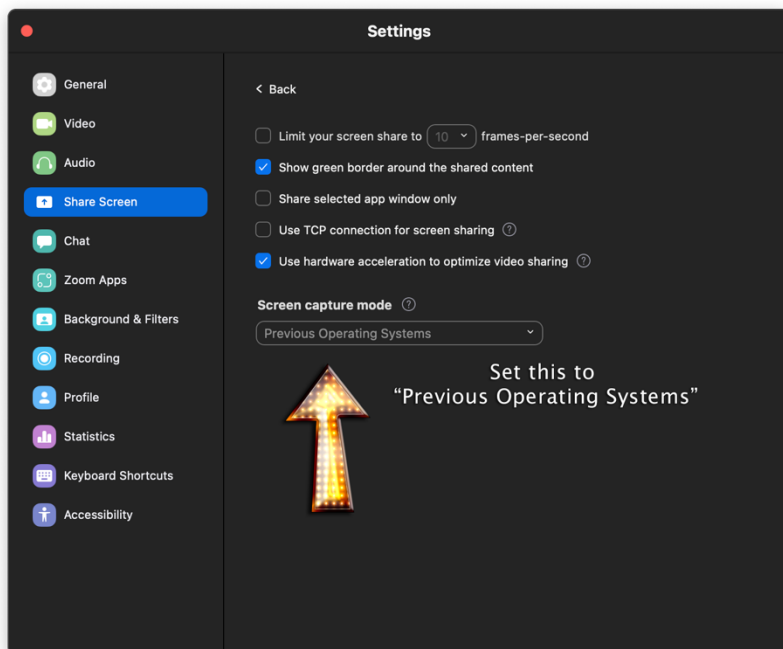 Settings
General
Video
Audio
Share Screen
Chat
Zoom Apps
Background & Filters
Recording
Profile
Statistics
Keyboard Shortcuts
Accessibility
< Back
Limit your screen share to 10 frames-per-second
Show green border around the shared content
Share selected app window only
Use TCP connection for screen sharing ?
Use hardware acceleration to optimize video sharing ?
Screen capture mode ?
Previous Operating Systems
Set this to
“Previous Operating Systems”